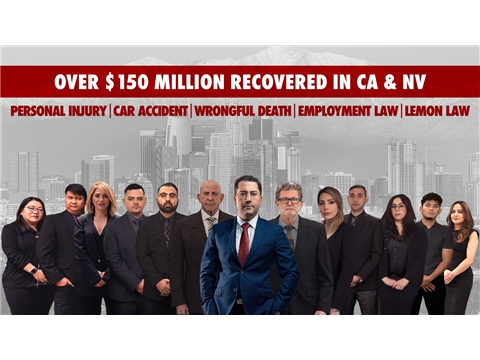 OVER $150 MILLION RECOVERED IN CA & NV
PERSONAL INJURY | CAR ACCIDENT | WRONGFUL DEATH | EMPLOYMENT LAW | LEMON LAW